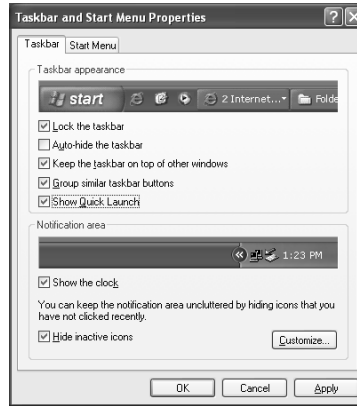 Taskbar and Start Menu Properties
Taskbar Start Menu
Taskbar appearance
start 2 Internet... Folde
Lock the taskbar
Auto-hide the taskbar
Keep the taskbar on top of other windows
Group similar taskbar buttons
Show Quick Launch
Notification area
1:23 PM
Show the clock
You can keep the notification area uncluttered by hiding icons that you
have not clicked recently.
Hide inactive icons Customize...
OK Cancel Apply